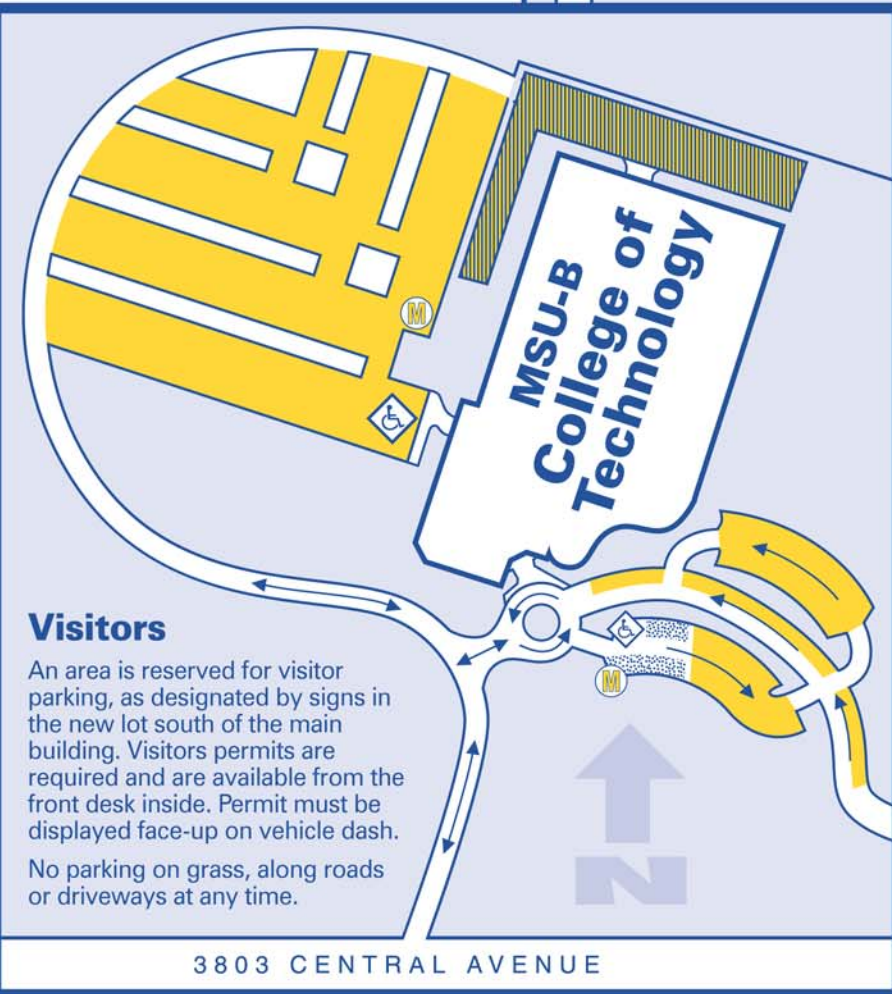 MSU-B
College of
Technology
M
M
Visitors
An area is reserved for visitor
parking, as designated by signs in
the new lot south of the main
building. Visitors permits are
required and are available from the
front desk inside. Permit must be
displayed face-up on vehicle dash.
No parking on grass, along roads
or driveways at any time.
N
3803 CENTRAL AVENUE